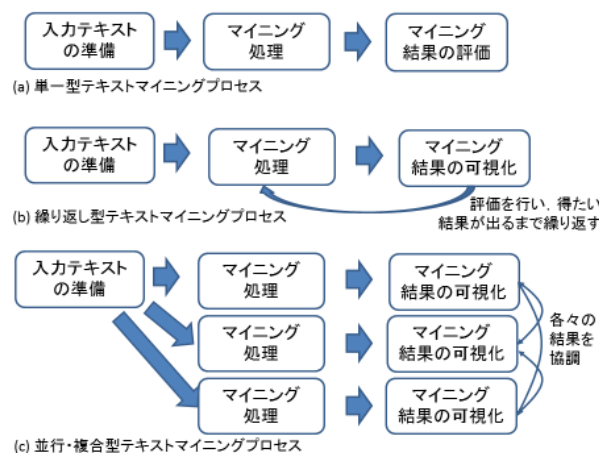 入力テキスト
の準備
マイニング
処理
マイニング
結果の評価
(a) 単一型テキストマイニングプロセス
入力テキスト
の準備
マイニング
処理
マイニング
結果の可視化
評価を行い，得たい
結果が出るまで繰り返す
(b) 繰り返し型テキストマイニングプロセス
入力テキスト
の準備
マイニング
処理
マイニング
結果の可視化
マイニング
処理
マイニング
結果の可視化
各々の
結果を
協調
マイニング
処理
マイニング
結果の可視化
(c) 並行・複合型テキストマイニングプロセス